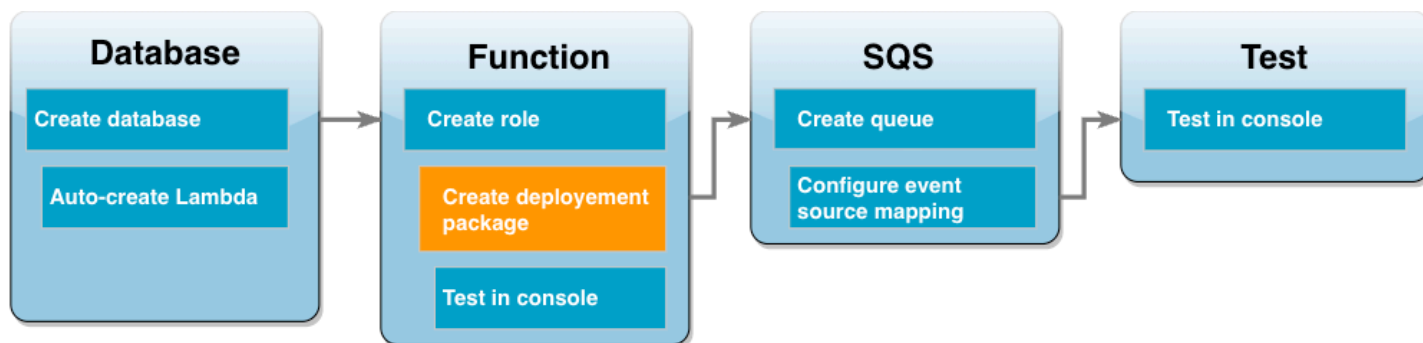 Database
Create database
Auto-create Lambda
Function
Create role
Create deployement
package
Test in console
SQS
Create queue
Configure event
source mapping
Test
Test in console